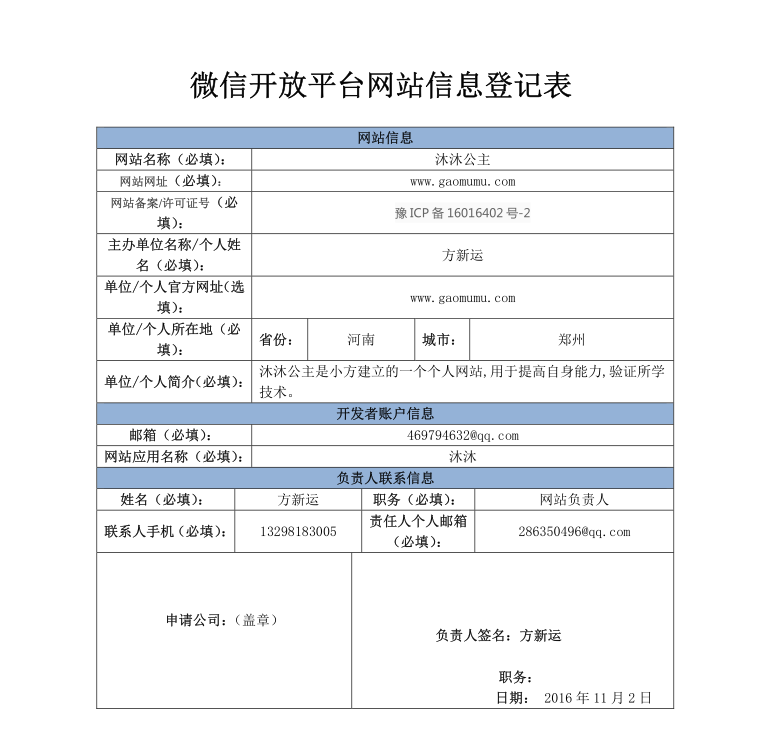 微信开放平台网站信息登记表
网站信息
网站名称（必填）： 沐沐公主
网站网址（必填）： www.gaomumu.com
网站备案/许可证号（必
填）： 豫ICP备16016402号-2
主办单位名称/个人姓
名（必填）： 方新运
单位/个人官方网址（选
填）： www.gaomumu.com
单位/个人所在地（必
填）： 省份： 河南 城市： 郑州
单位/个人简介（必填）： 沐沐公主是小方建立的一个个人网站,用于提高自身能力,验证所学
技术。
开发者账户信息
邮箱（必填）： 469794632@qq.com
网站应用名称（必填）： 沐沐
负责人联系信息
姓名（必填）： 方新运 职务（必填）： 网站负责人
联系人手机（必填）： 13298183005 责任人个人邮箱
（必填）： 286350496@qq.com
申请公司：（盖章）
负责人签名：方新运
职务：
日期： 2016年11月2日